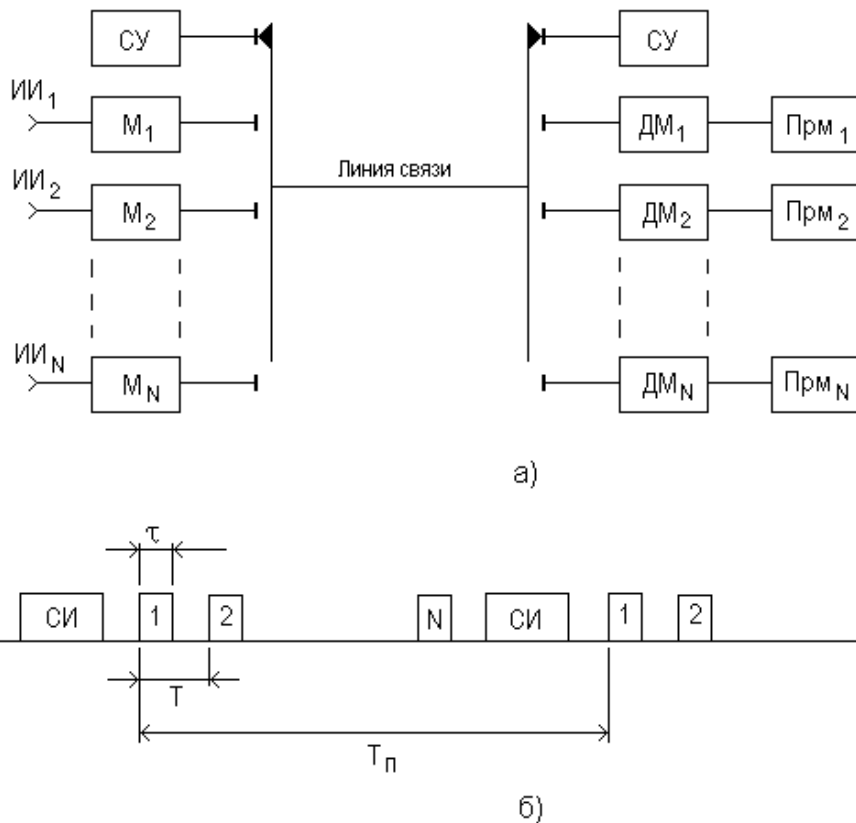 СУ СУ
ИИ1
М1 ДМ1 Прм1
ИИ2
Линия связи
М2 ДМ2 Прм2
ИИN
МN ДМN ПрмN
а)
τ
СИ 1 2 N СИ 1 2
T
TП
б)